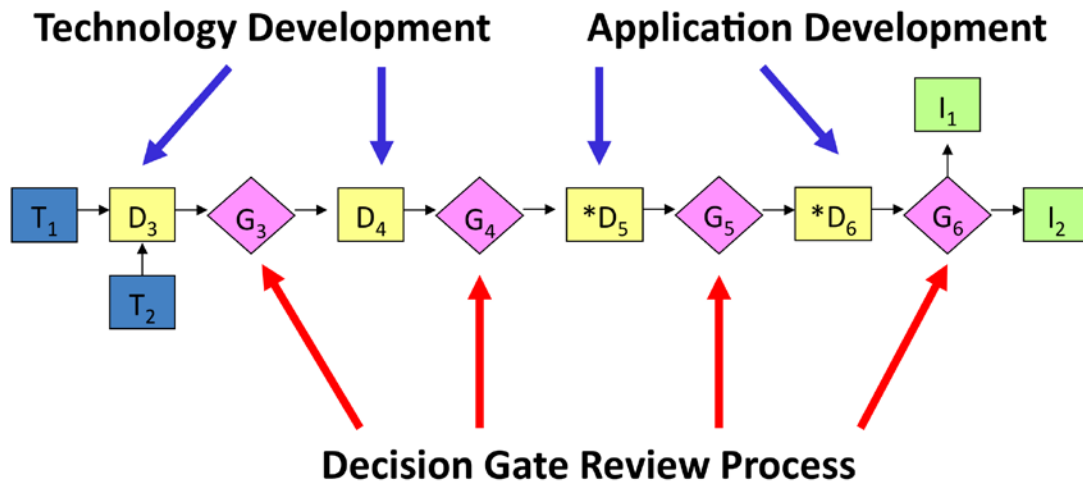 Technology Development
Application Development
I₁
T₁
D₃
G₃
D₄
G₄
*D₅
G₅
*D₆
G₆
I₂
T₂
Decision Gate Review Process